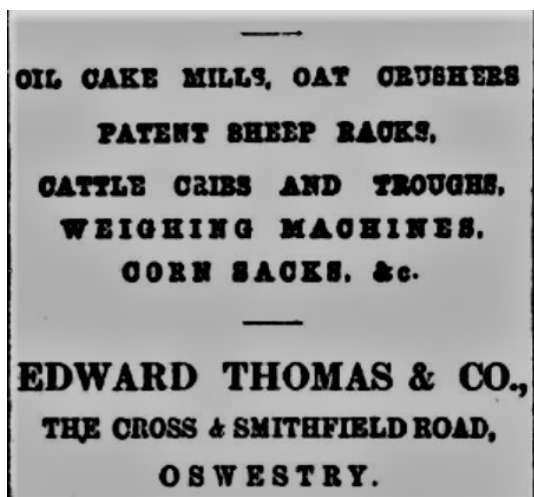 OIL CAKE MILLS, OAT CRUSHERS
PATENT SHEEP RACKS,
CATTLE CRIBS AND TROUGHS,
WEIGHING MACHINES,
CORN SACKS, &c.
EDWARD THOMAS & CO.,
THE CROSS & SMITHFIELD ROAD,
OSWESTRY.